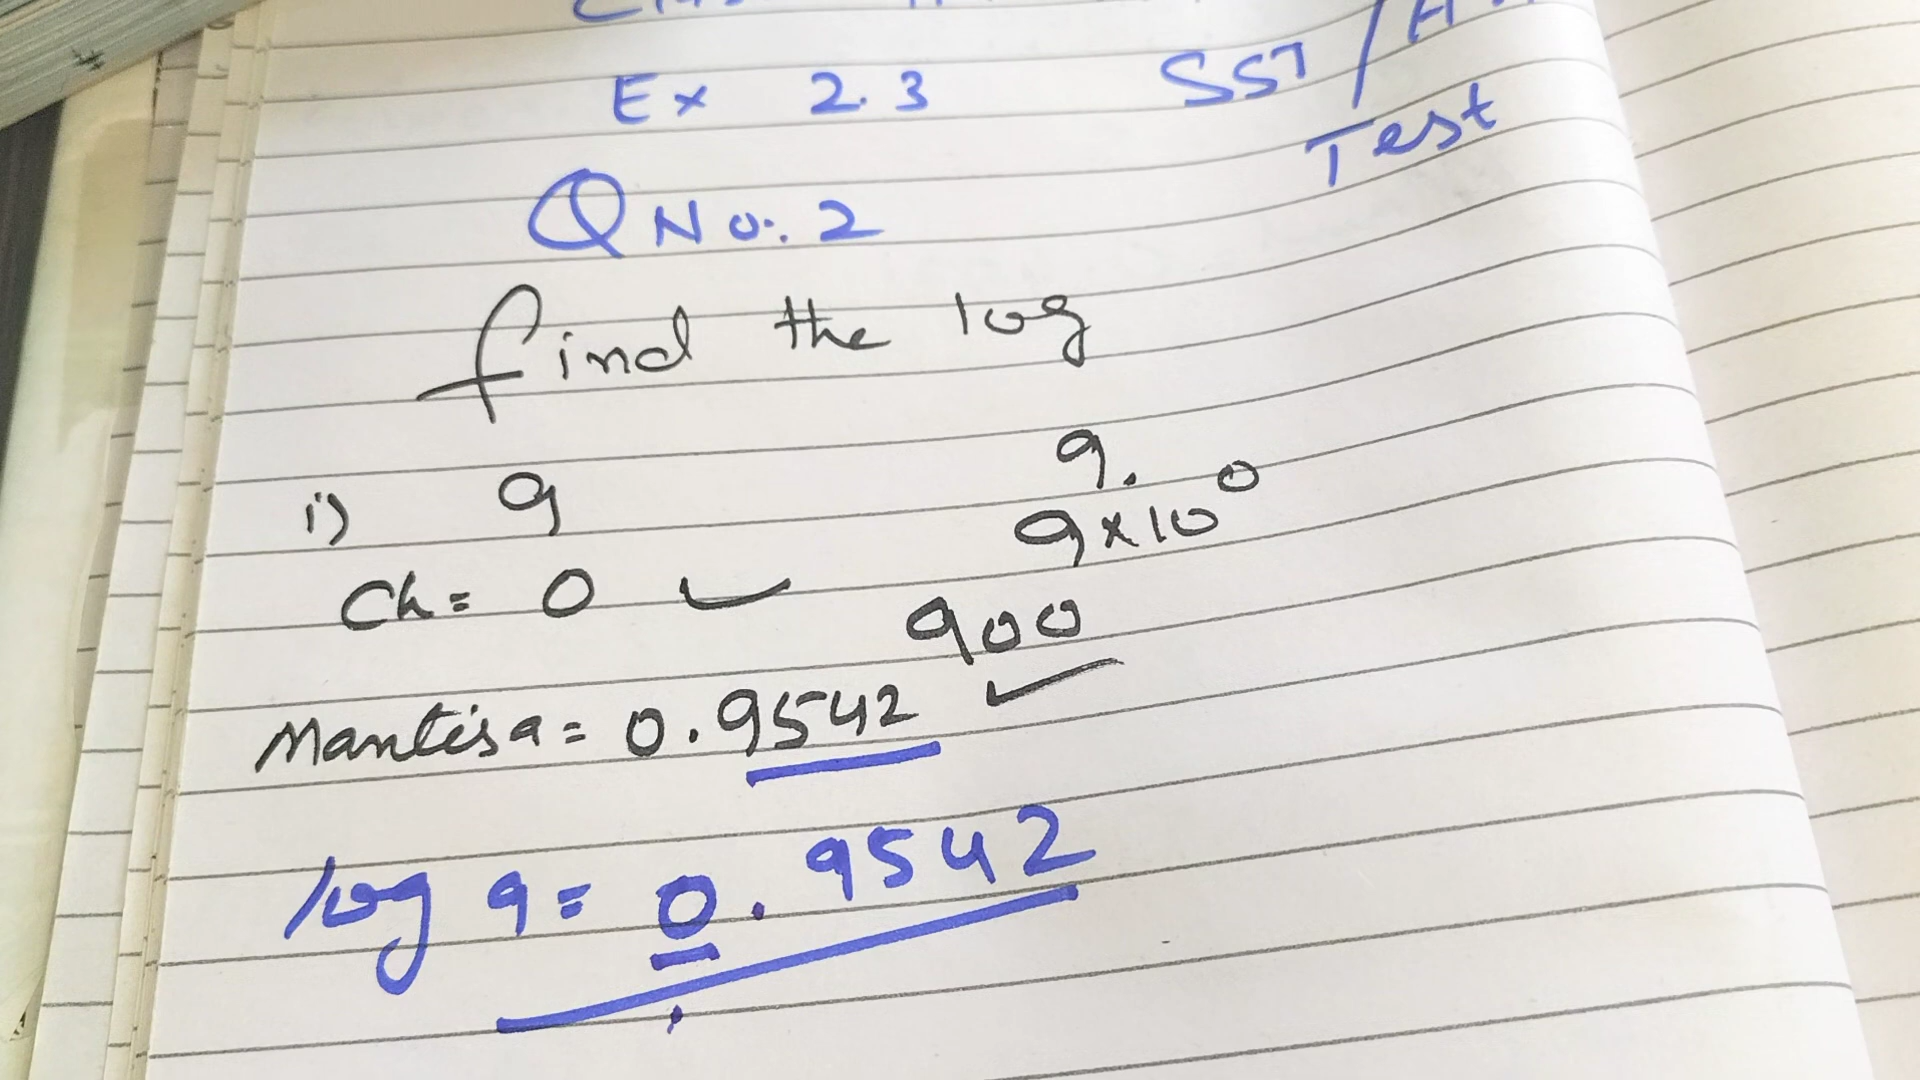 Ex 2.3 SST /
Test
Q No: 2
find the log
i) 9 9.
9x10⁰
Ch = 0
900
Mantisa = 0.9542
log 9 = 0.9542